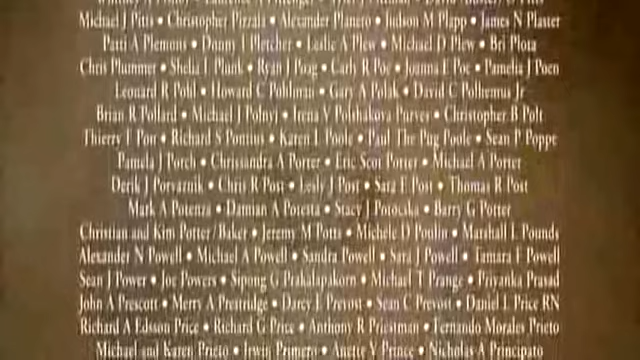 Michael J Pitts • Christopher Pizzala • Alexander Planero • Judson M Plapp • James N Plaster
Patti A Plemons • Danny J Pletcher • Leslie A Plew • Michael D Plew • Bri Plota
Chris Plummer • Shelia Plunk • Ryan J Poag • Carly R Poe • Joanna E Poe • Pamela J Poen
Leonard R Pohl • Howard C Pohlman • Gary A Polak • David C Polhemus Jr
Brian R Pollard • Michael J Polnyj • Irena V Purves • Christopher B Polt
Thierry E Pon • Richard S Pontius • Karen L Poole • Paul The Pug Poole • Sean P Poppe
Pamela J Porch • Chrissandra A Porter • Eric Scot Porter • Michael A Porter
Derik J Porvaznik • Chris R Post • Lesly J Post • Sara E Post • Thomas R Post
Mark A Potenza • Damian A Poteita • Stacy J Potocska • Barry G Potter
Christian and Kim Potter/Baker • Jeremy M Potts • Michele D Poulin • Marshall L Pounds
Alexander N Powell • Michael A Powell • Sandra Powell • Sara J Powell • Tamara L Powell
Sean J Power • Joe Powers • Sipong G Prakalapakorn • Michael T Prange • Priyanka Prasad
John A Prescott • Merry A Prestridge • Darcy L Prevost • Sean C Prevost • Daniel L Price RN
Richard A Edsson Price • Richard G Price • Anthony R Priestman • Fernando Morales Prieto
Michael and Karen Prieto • Irwin Primero • Anette V Prince • Nicholas A Principato